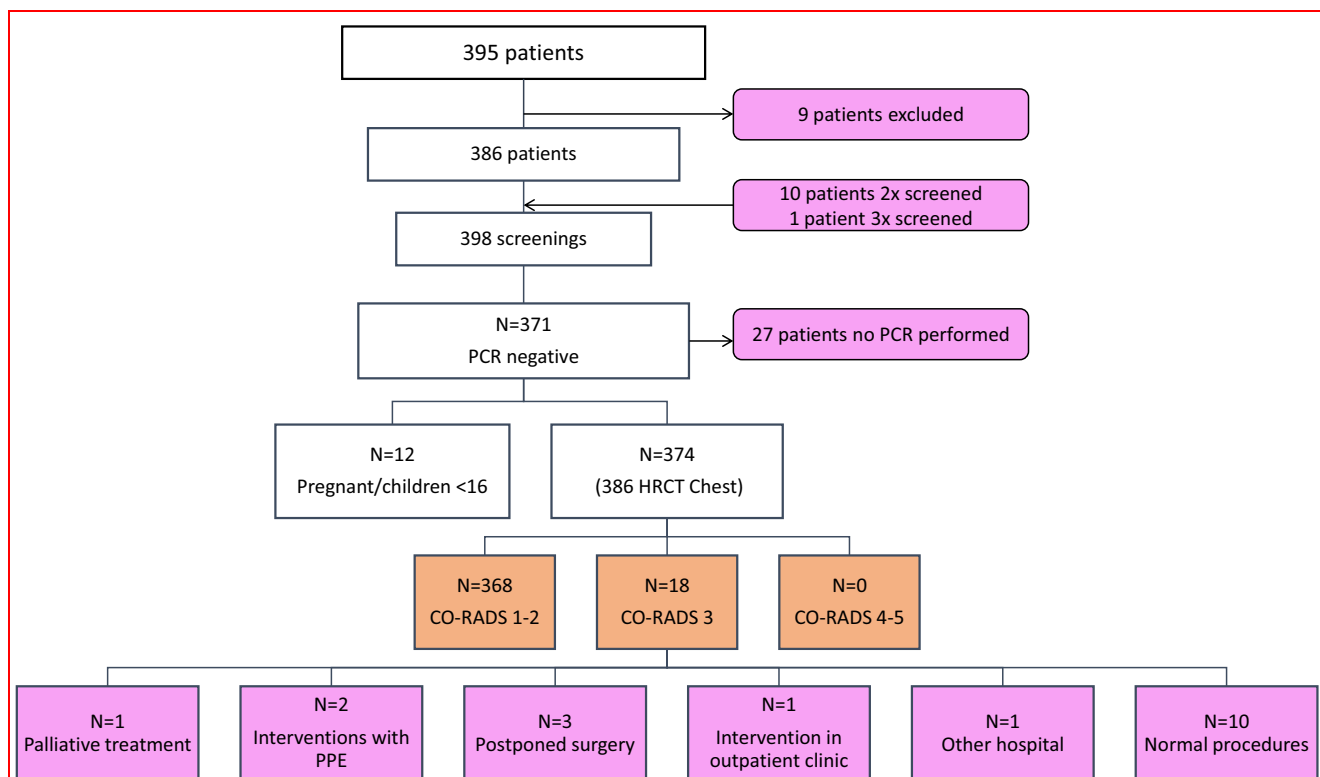 395 patients
9 patients excluded
386 patients
10 patients 2x screened
1 patient 3x screened
398 screenings
N=371
PCR negative
27 patients no PCR performed
N=12
Pregnant/children <16
N=374
(386 HRCT Chest)
N=368
CO-RADS 1-2
N=18
CO-RADS 3
N=0
CO-RADS 4-5
N=1
Palliative treatment
N=2
Interventions with
PPE
N=3
Postponed surgery
N=1
Intervention in
outpatient clinic
N=1
Other hospital
N=10
Normal procedures